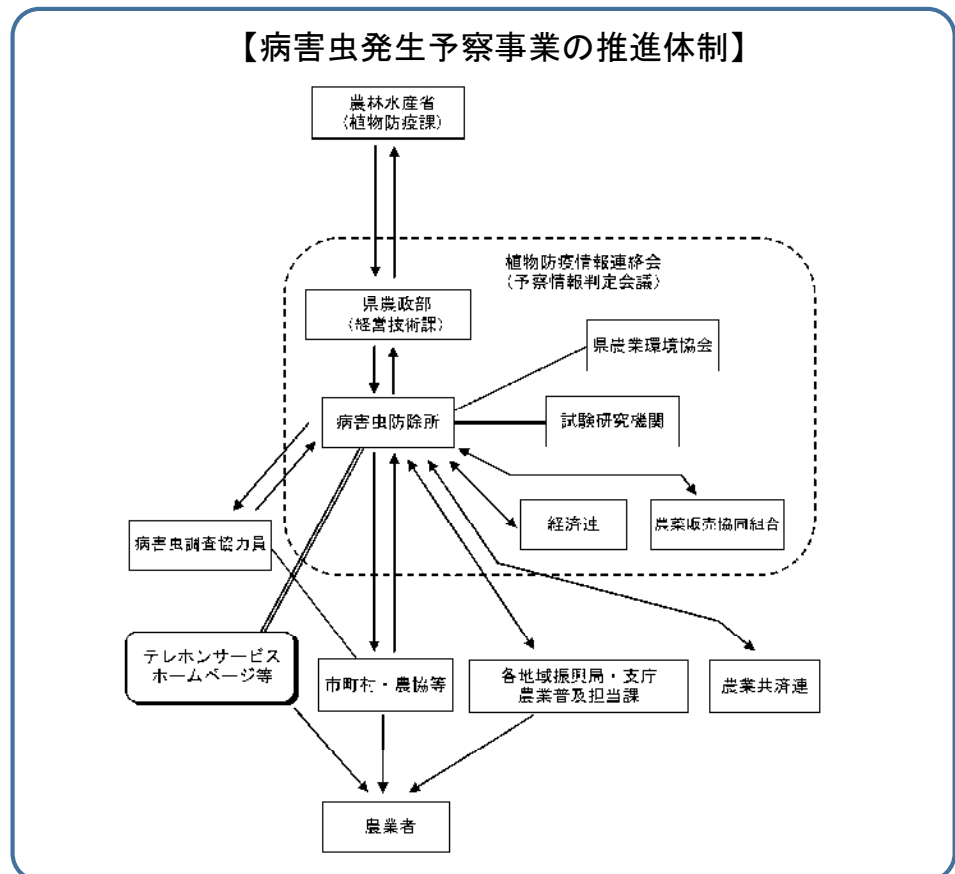 【病害虫発生予察事業の推進体制】
農林水産省
(植物防疫課)
植物防疫情報連絡会
(予察情報判定会議)
県農政部
(経営技術課)
県農業環境協会
病害虫防除所
試験研究機関
経済連
農薬販売協同組合
病害虫調査協力員
テレホンサービス
ホームページ等
市町村・農協等
各地域振興局・支庁
農業普及担当課
農業共済連
農業者